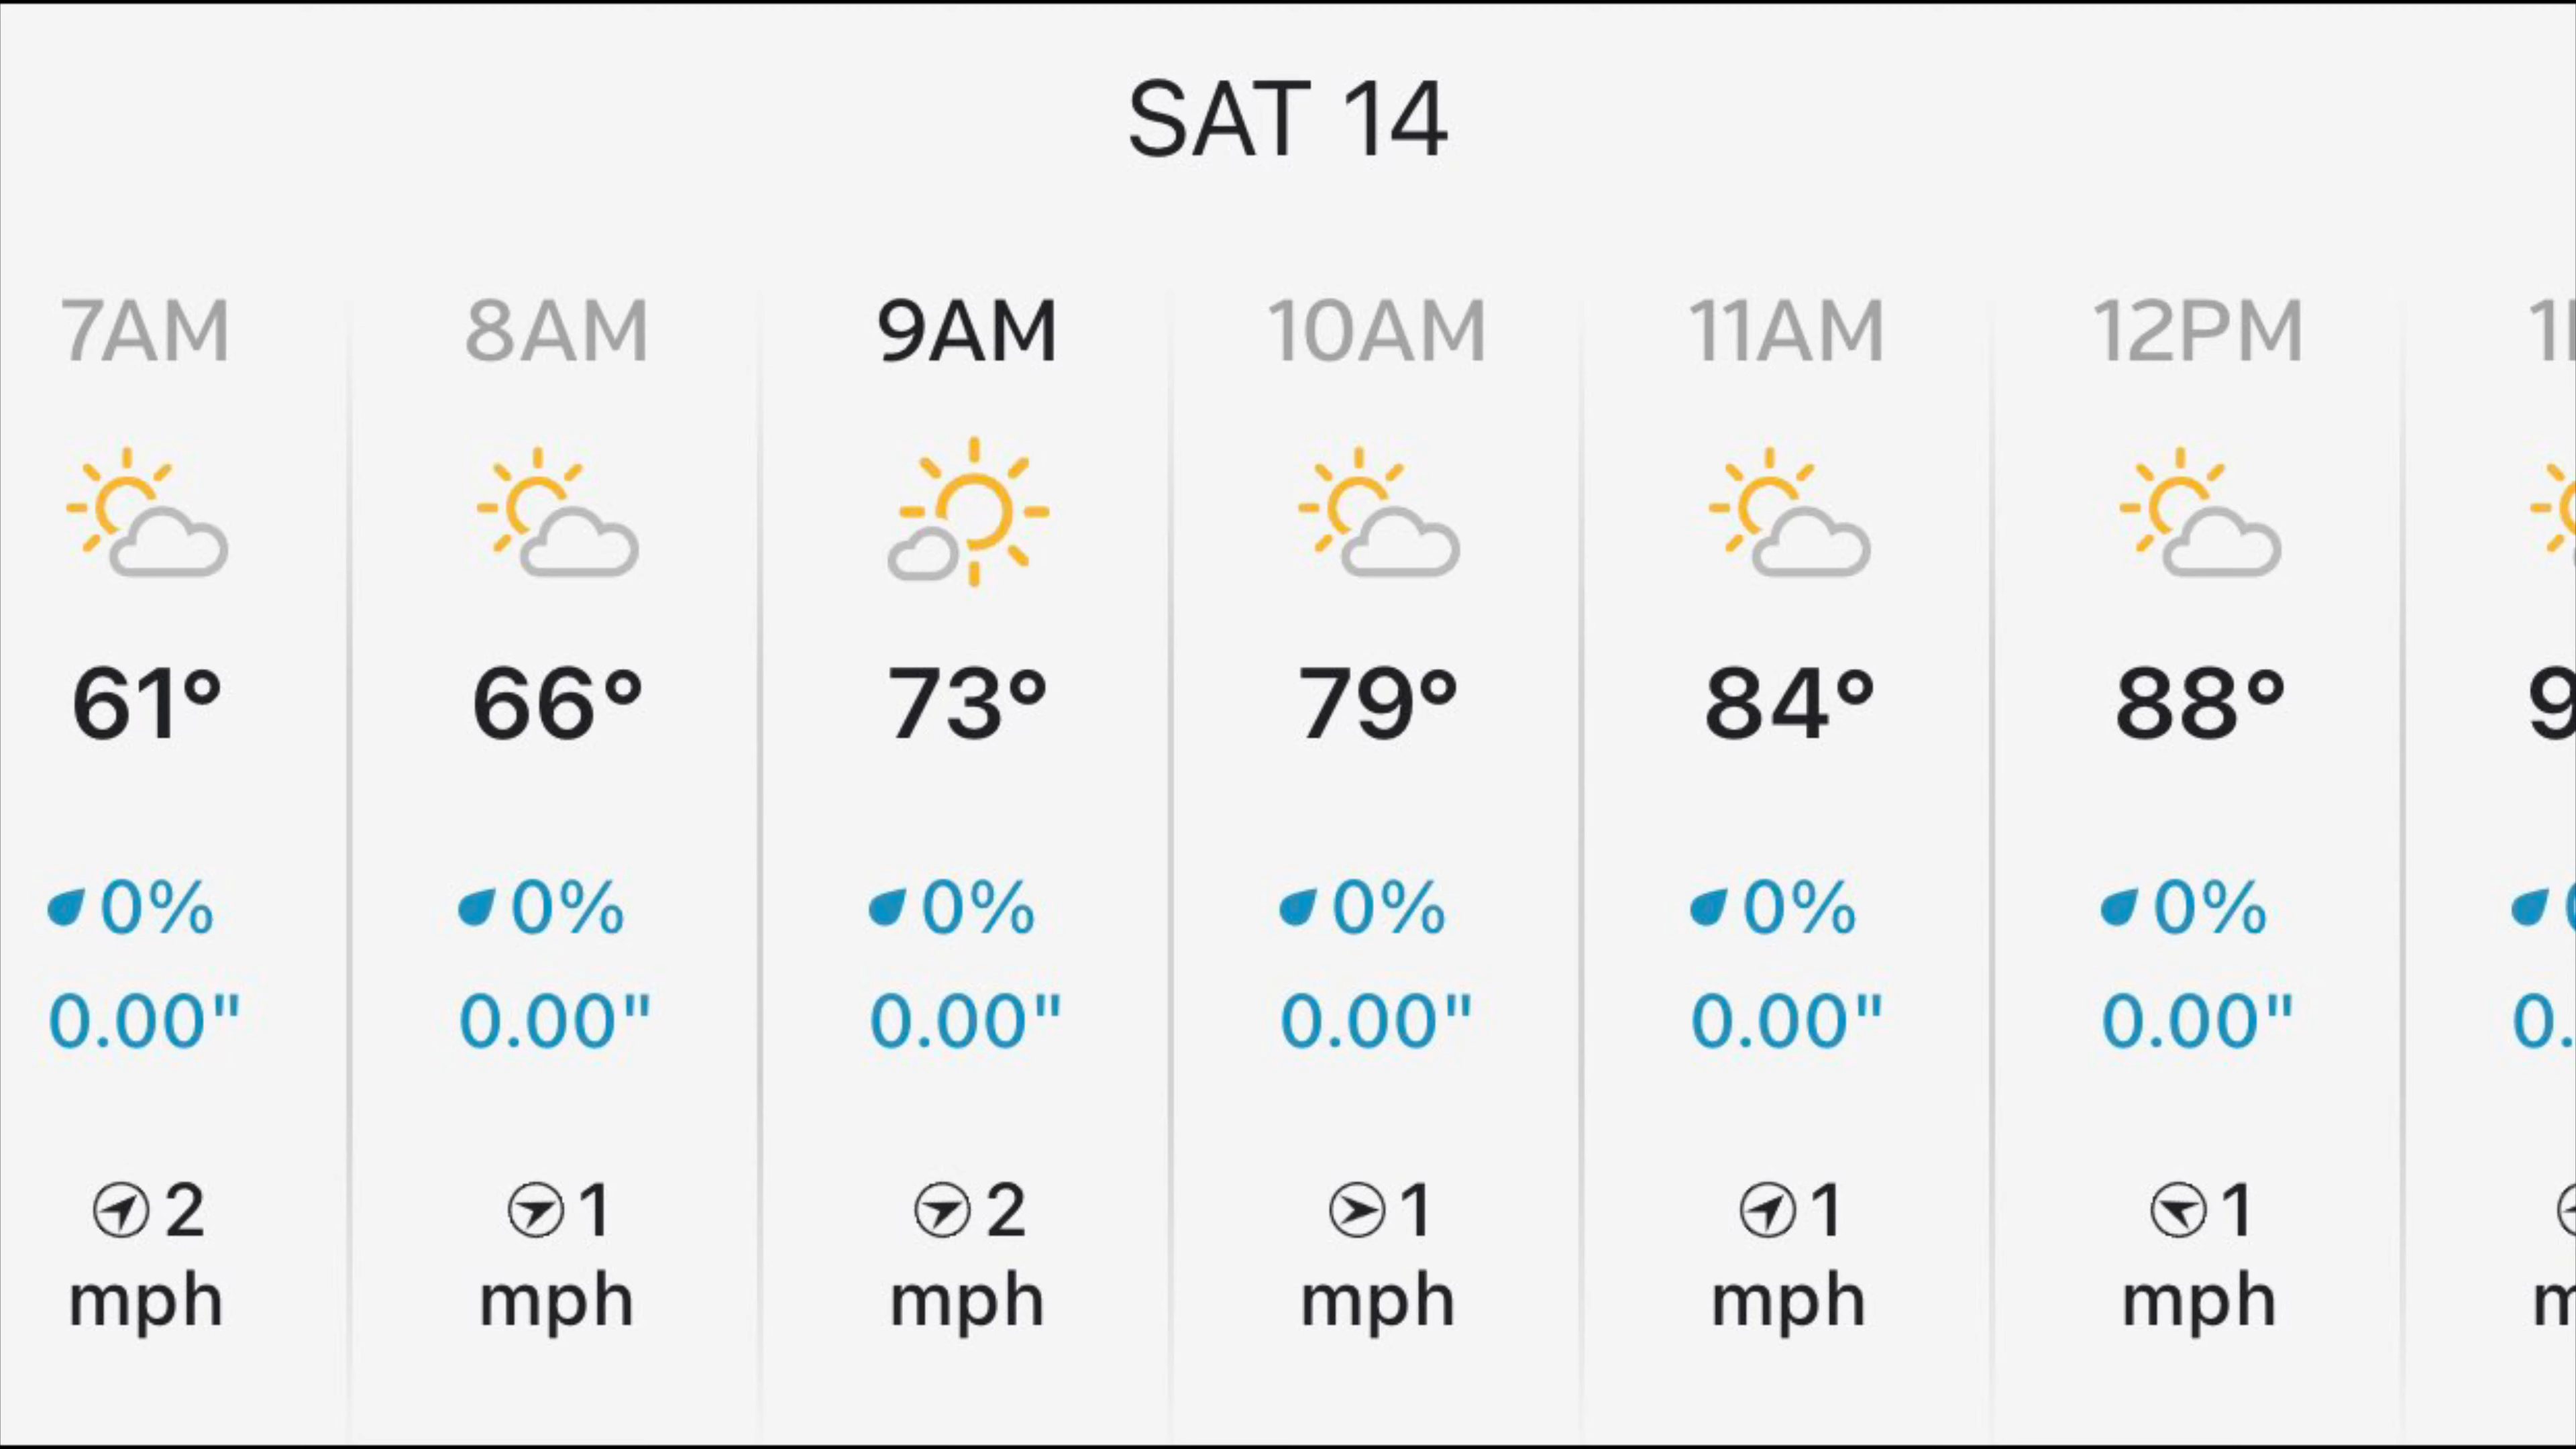 SAT 14
7AM 8AM 9AM 10AM 11AM 12PM
61° 66° 73° 79° 84° 88° 9
0% 0% 0% 0% 0% 0%
0.00" 0.00" 0.00" 0.00" 0.00" 0.00" 0.
2 1 2 1 1 1
mph mph mph mph mph mph